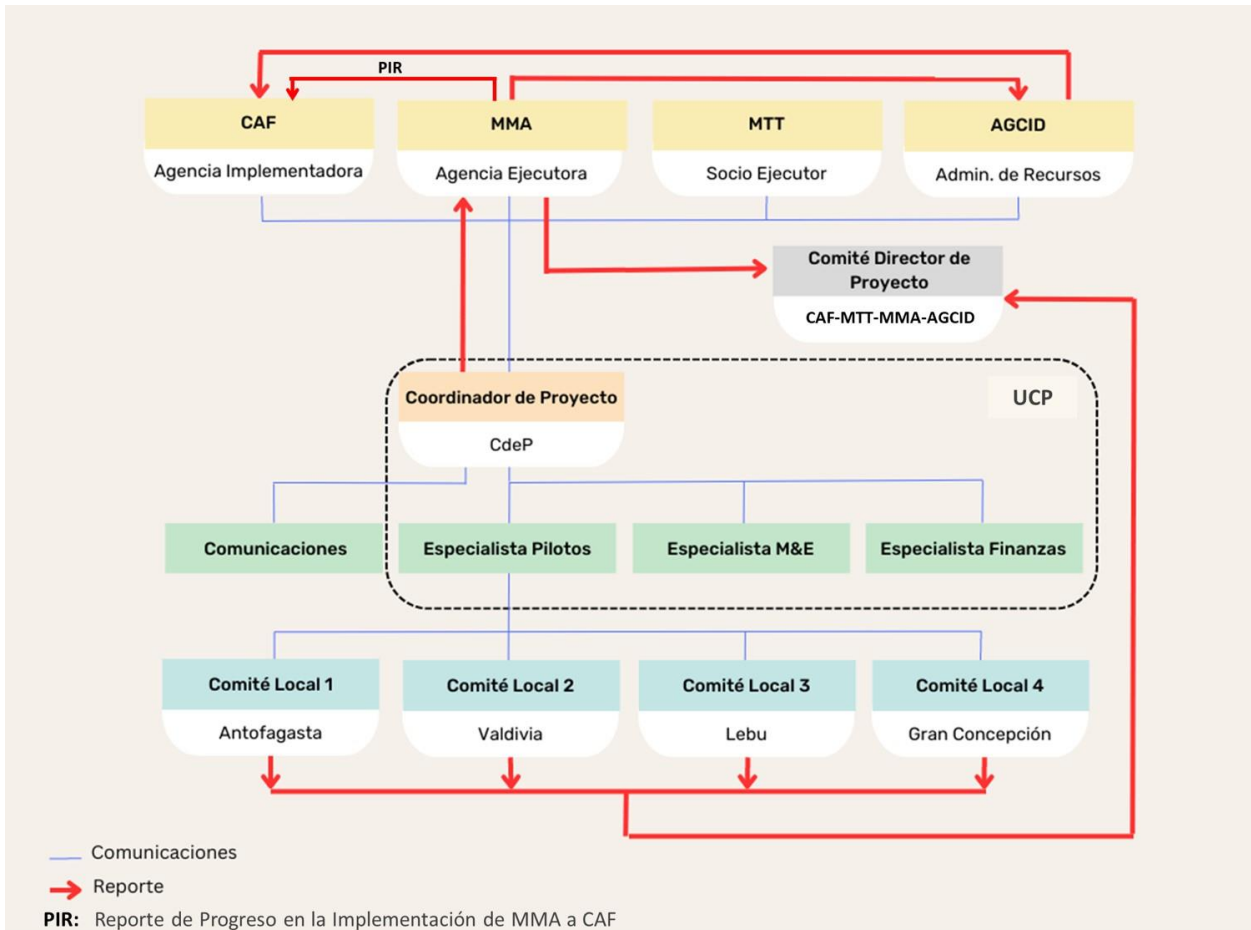 PIR
CAF
MMA
MTT
AGCID
Agencia Implementadora
Agencia Ejecutora
Socio Ejecutor
Admin. de Recursos
Comité Director de
Proyecto
CAF-MTT-MMA-AGCID
UCP
Coordinador de Proyecto
CdeP
Comunicaciones
Especialista Pilotos
Especialista M&E
Especialista Finanzas
Comité Local 1
Comité Local 2
Comité Local 3
Comité Local 4
Antofagasta
Valdivia
Lebu
Gran Concepción
Comunicaciones
Reporte
PIR: Reporte de Progreso en la Implementación de MMA a CAF